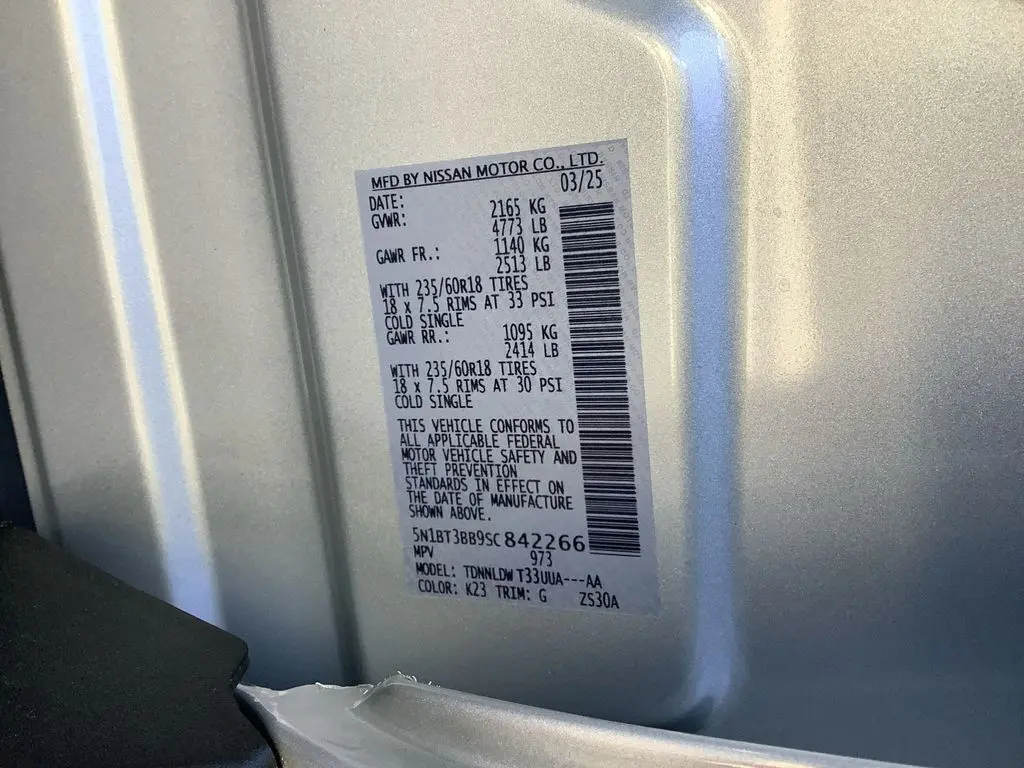 MFD BY NISSAN MOTOR CO., LTD.
DATE: 03/25
GVWR: 2165 KG
4773 LB
GAWR FR.: 1140 KG
2513 LB
WITH 235/60R18 TIRES
18 x 7.5 RIMS AT 33 PSI
COLD SINGLE
GAWR RR.: 1095 KG
2414 LB
WITH 235/60R18 TIRES
18 x 7.5 RIMS AT 30 PSI
COLD SINGLE
THIS VEHICLE CONFORMS TO
ALL APPLICABLE FEDERAL
MOTOR VEHICLE SAFETY AND
THEFT PREVENTION
STANDARDS IN EFFECT ON
THE DATE OF MANUFACTURE
SHOWN ABOVE.
5N1BT3BB9SC842266
MPV 973
MODEL: TDNNLDW T33UUA---AA
COLOR: K23 TRIM: G ZS30A